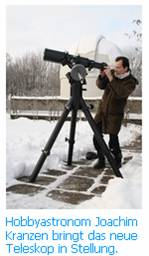 Hobbyastronom Joachim
Kranzen bringt das neue
Teleskop in Stellung.